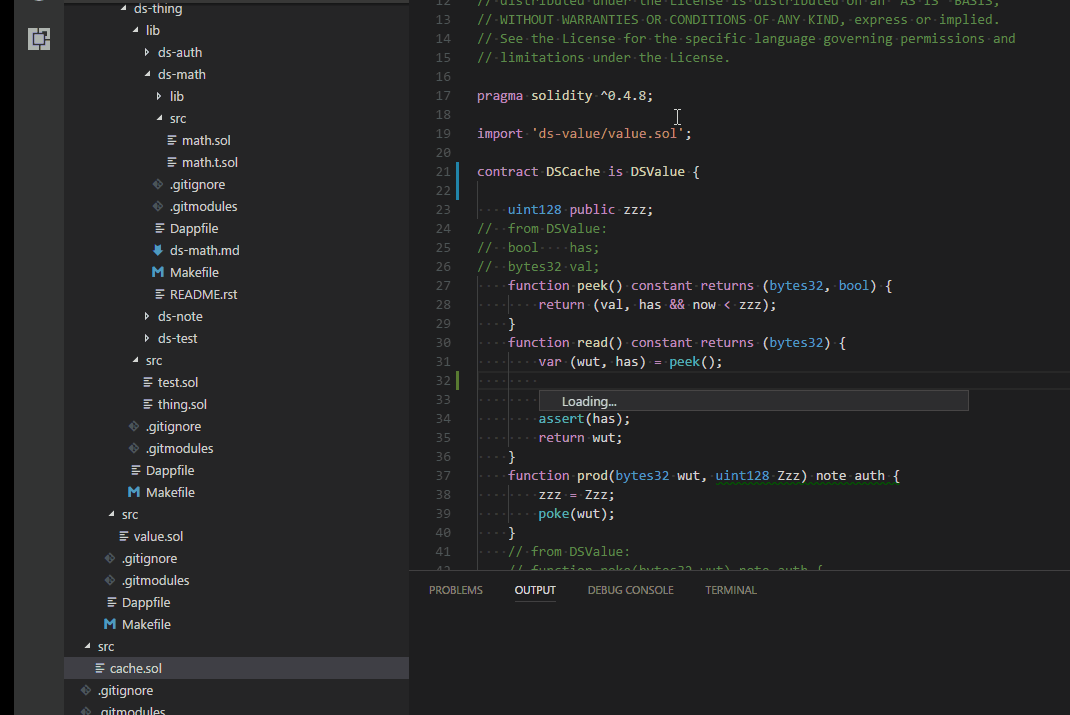 ds-thing
lib
ds-auth
ds-math
lib
src
math.sol
math.t.sol
.gitignore
.gitmodules
Dappfile
ds-math.md
Makefile
README.rst
ds-note
ds-test
src
test.sol
thing.sol
.gitignore
.gitmodules
Dappfile
Makefile
src
value.sol
.gitignore
.gitmodules
Dappfile
Makefile
src
cache.sol
.gitignore
.gitmodules
12 // distributed under the License is distributed on an "AS IS" BASIS,
13 // WITHOUT WARRANTIES OR CONDITIONS OF ANY KIND, express or implied.
14 // See the License for the specific language governing permissions and
15 // limitations under the License.
16
17 pragma solidity ^0.4.8;
18
19 import 'ds-value/value.sol';
20
21 contract DSCache is DSValue {
22
23     uint128 public zzz;
24 // from DSValue:
25 // bool    has;
26 // bytes32 val;
27     function peek() constant returns (bytes32, bool) {
28         return (val, has && now < zzz);
29     }
30     function read() constant returns (bytes32) {
31         var (wut, has) = peek();
32
33         Loading...
34         assert(has);
35         return wut;
36     }
37     function prod(bytes32 wut, uint128 Zzz) note auth {
38         zzz = Zzz;
39         poke(wut);
40     }
41     // from DSValue:
42     // function poke(bytes32 wut) note auth {
PROBLEMS OUTPUT DEBUG CONSOLE TERMINAL